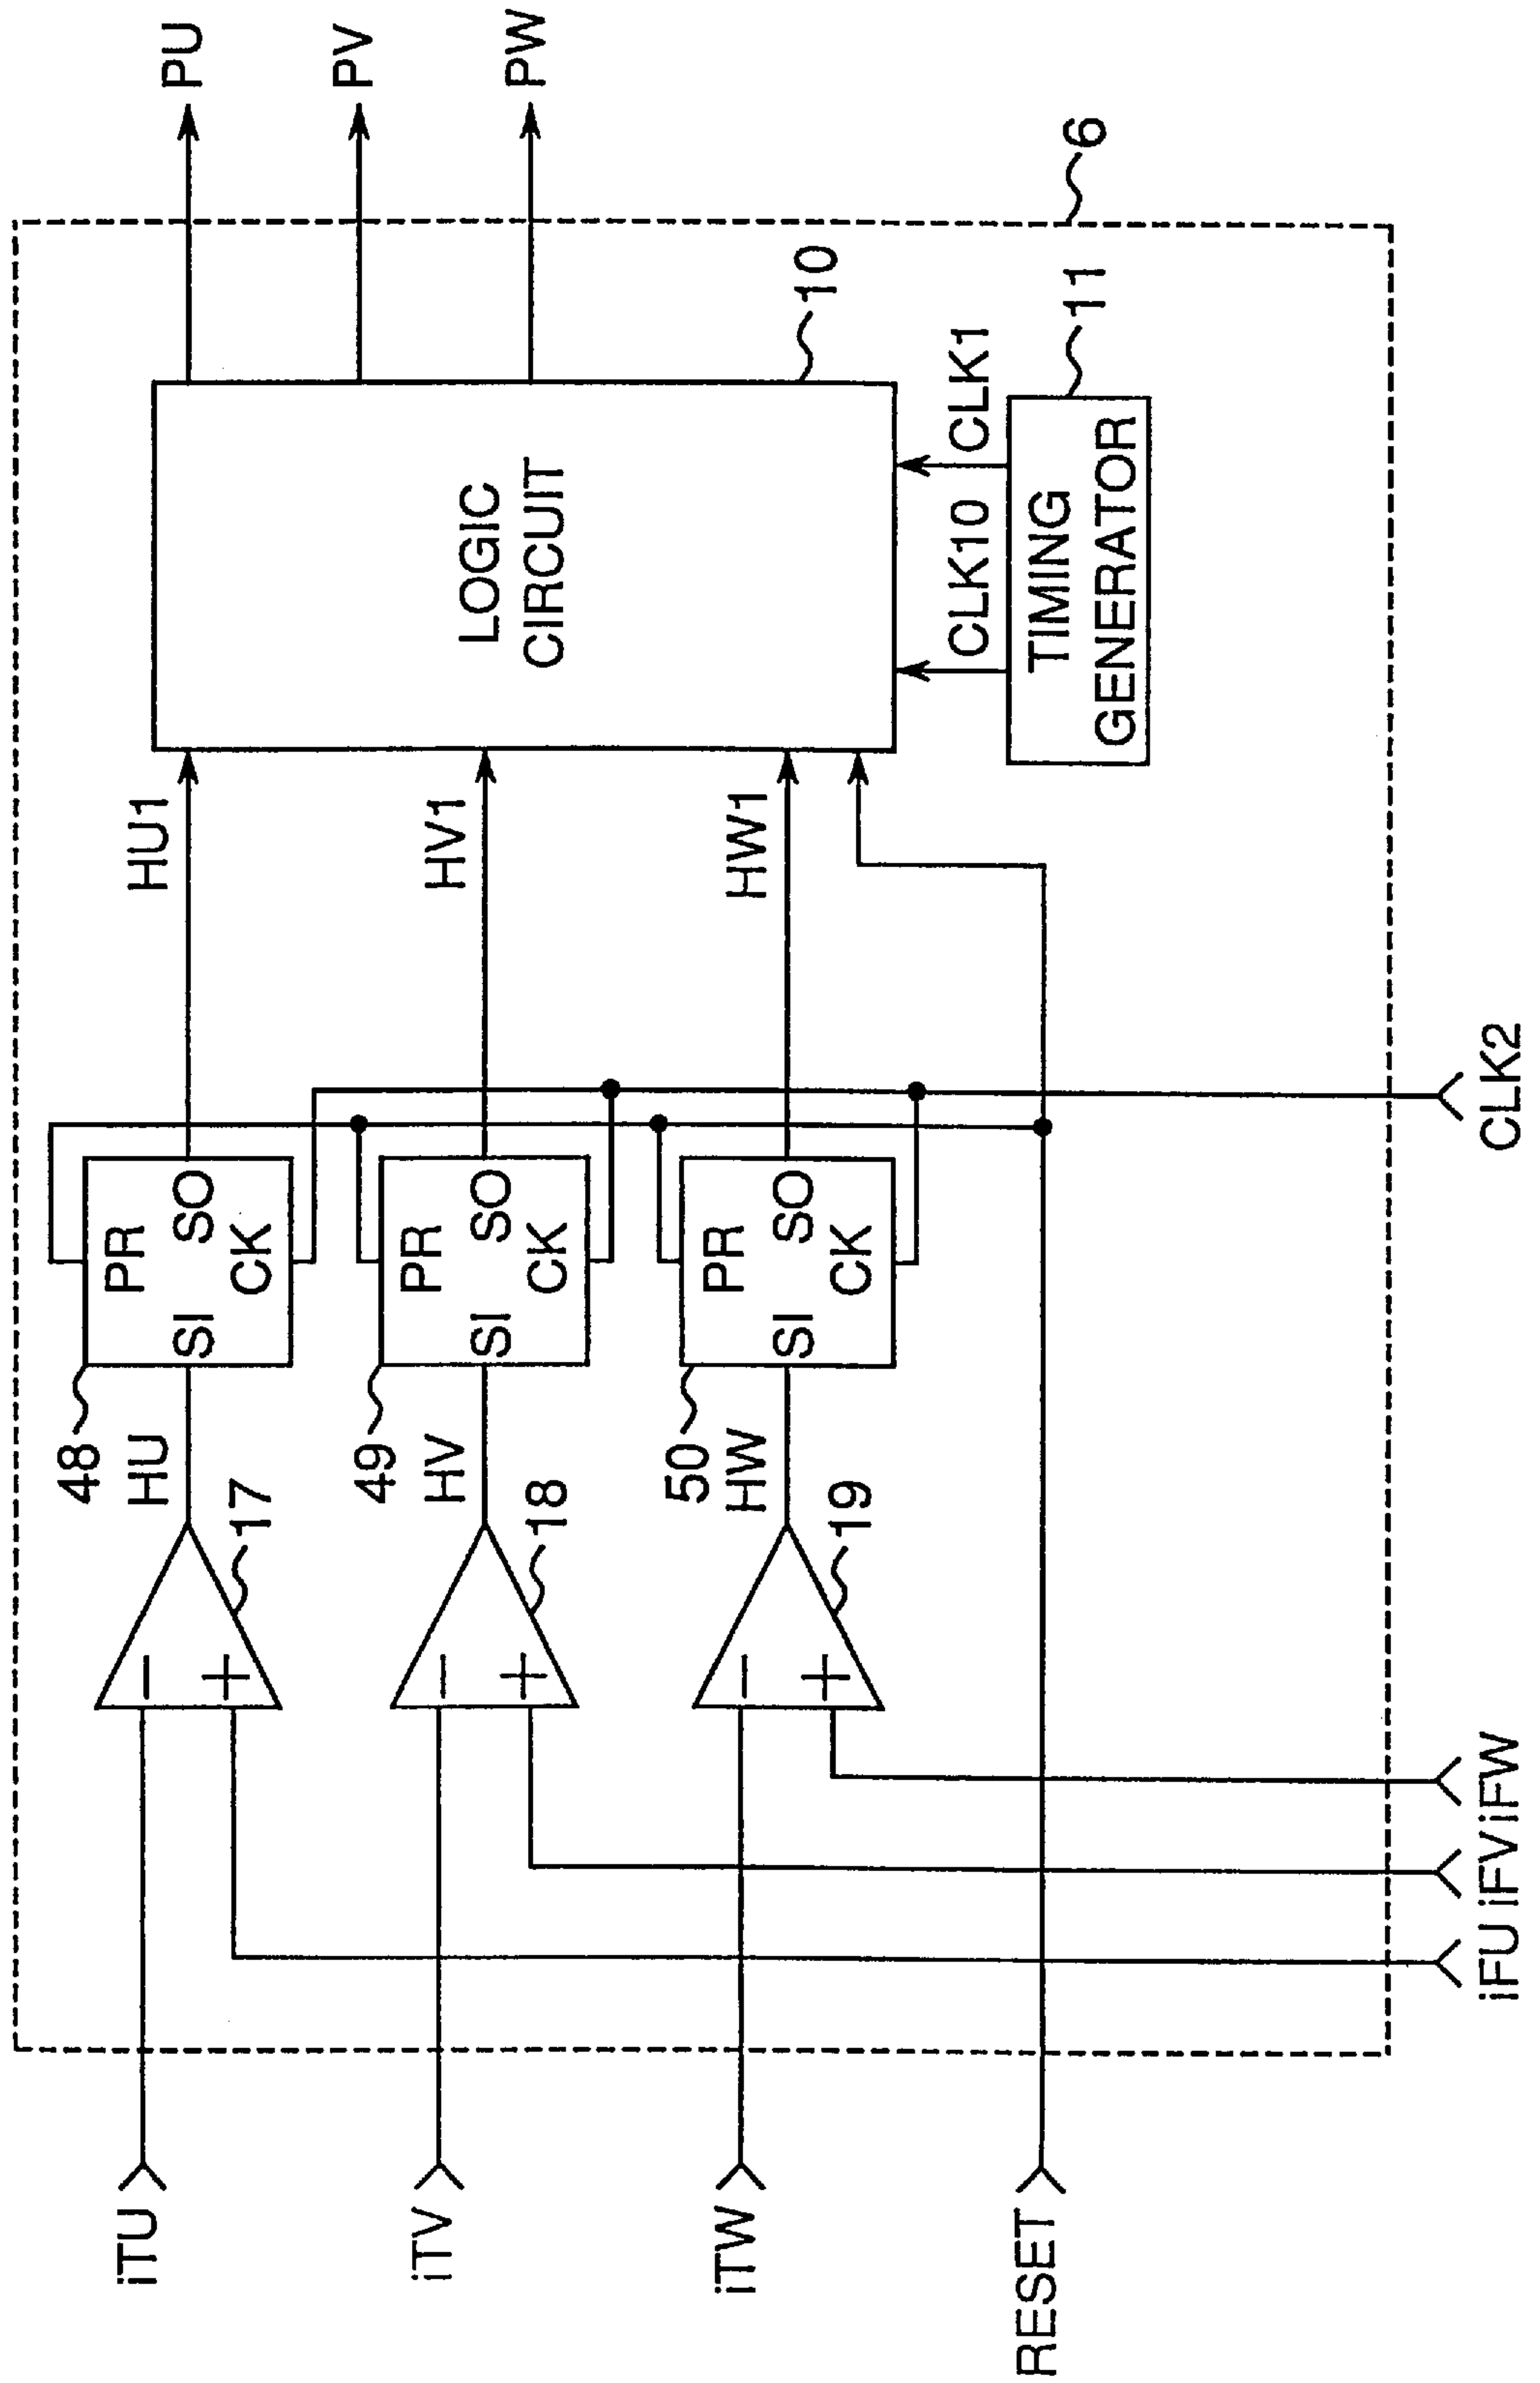 iTU
iTV
iTW
RESET
iFU
iFV
iFW
CLK2
17
18
19
−
+
−
+
−
+
HU
HV
HW
48
49
50
PR
SI
SO
CK
PR
SI
SO
CK
PR
SI
SO
CK
HU1
HV1
HW1
LOGIC
CIRCUIT
10
CLK10
CLK1
TIMING
GENERATOR
11
6
PU
PV
PW